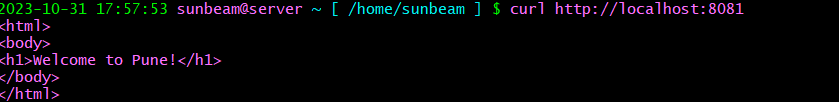 2023-10-31 17:57:53 sunbeam@server ~ [ /home/sunbeam ] $ curl http://localhost:8081
<html>
<body>
<h1>Welcome to Pune!</h1>
</body>
</html>